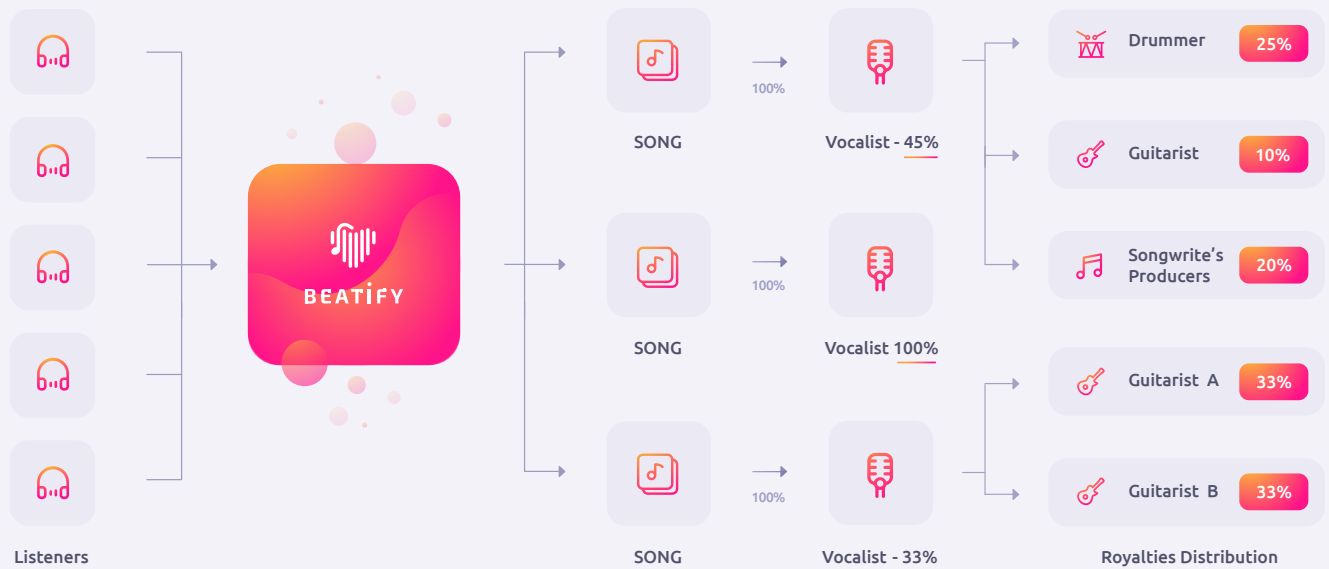 Drummer
25%
100%
SONG
Vocalist - 45%
Guitarist
10%
Songwrite's
Producers
20%
BEATiFY
100%
SONG
Vocalist 100%
Guitarist A
33%
100%
Guitarist B
33%
Listeners
SONG
Vocalist - 33%
Royalties Distribution